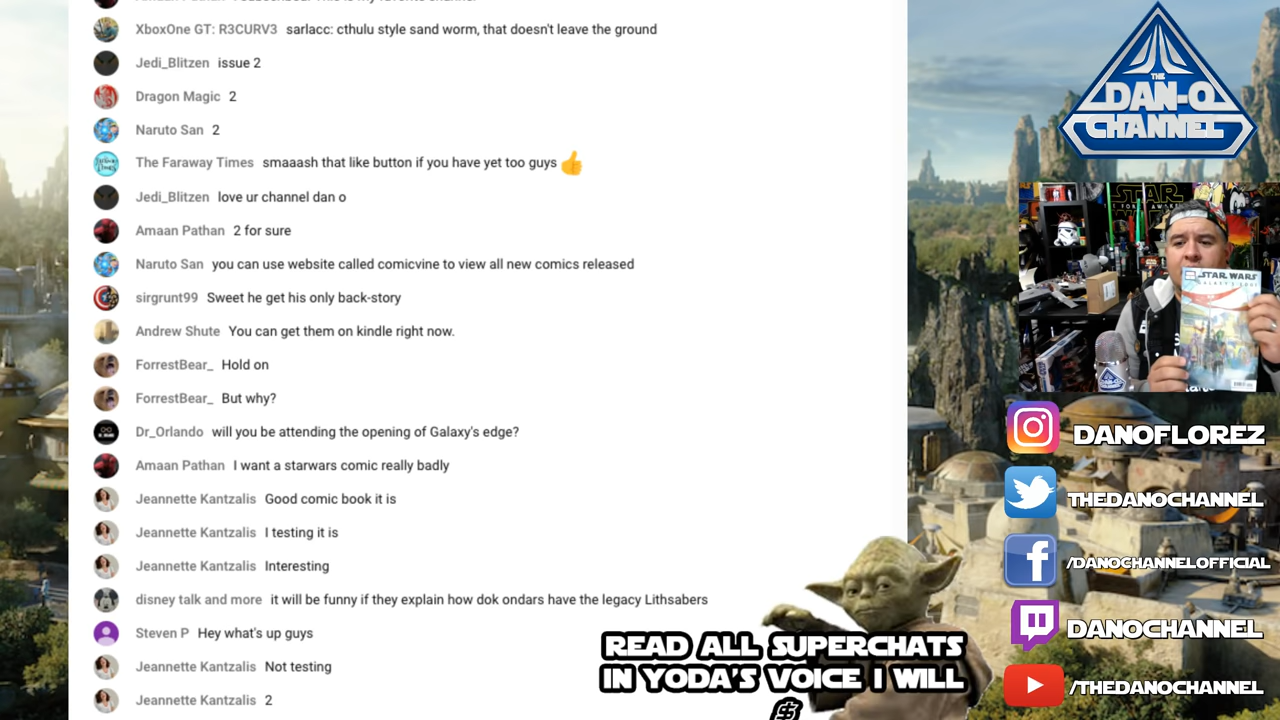 XboxOne GT: R3CURV3 sarlacc: cthulu style sand worm, that doesn't leave the ground
Jedi_Blitzen issue 2
Dragon Magic 2
Naruto San 2
The Faraway Times smaaash that like button if you have yet too guys
Jedi_Blitzen love ur channel dan o
Amaan Pathan 2 for sure
Naruto San you can use website called comicvine to view all new comics released
sirgrunt99 Sweet he get his only back-story
Andrew Shute You can get them on kindle right now.
ForrestBear_ Hold on
ForrestBear_ But why?
Dr_Orlando will you be attending the opening of Galaxy's edge?
Amaan Pathan I want a starwars comic really badly
Jeannette Kantzalis Good comic book it is
Jeannette Kantzalis I testing it is
Jeannette Kantzalis Interesting
disney talk and more it will be funny if they explain how dok ondars have the legacy Lithsabers
Steven P Hey what's up guys
Jeannette Kantzalis Not testing
Jeannette Kantzalis 2
READ ALL SUPERCHATS
IN YODA'S VOICE I WILL
$
THE
DAN-O
CHANNEL
STAR
STAR WARS
GALAXY'S EDGE
DANOFLOREZ
THEDANOCHANNEL
/DANOCHANNELOFFICIAL
DANOCHANNEL
/THEDANOCHANNEL